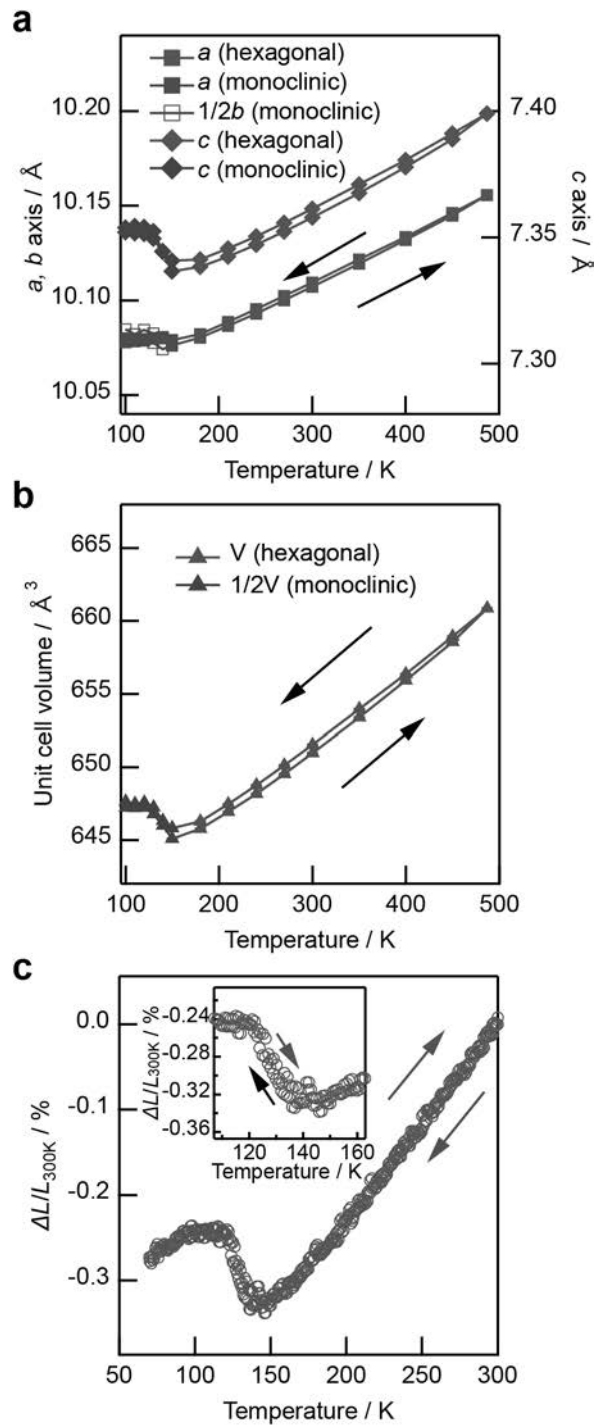 a
a (hexagonal)
a (monoclinic)
1/2b (monoclinic)
c (hexagonal)
c (monoclinic)
10.20
10.15
10.10
10.05
a, b axis / Å
7.40
7.35
7.30
c axis / Å
100 200 300 400 500
Temperature / K
b
V (hexagonal)
1/2V (monoclinic)
665
660
655
650
645
Unit cell volume / Å3
100 200 300 400 500
Temperature / K
c
-0.24
-0.28
-0.32
-0.36
ΔL/L300K / %
120 140 160
Temperature / K
0.0
-0.1
-0.2
-0.3
ΔL/L300K / %
50 100 150 200 250 300
Temperature / K